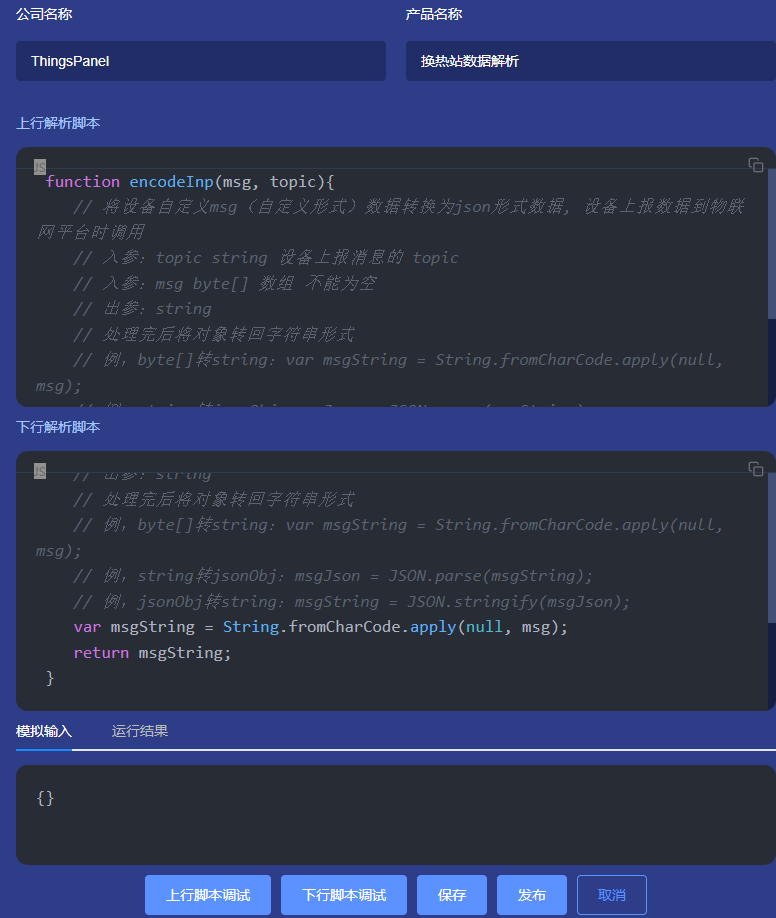 公司名称 产品名称
ThingsPanel 换热站数据解析
上行解析脚本
JS
function encodeInp(msg, topic){
// 将设备自定义msg（自定义形式）数据转换为json形式数据, 设备上报数据到物联
网平台时调用
// 入参：topic string 设备上报消息的 topic
// 入参：msg byte[] 数组 不能为空
// 出参：string
// 处理完后将对象转回字符串形式
// 例，byte[]转string：var msgString = String.fromCharCode.apply(null,
msg);
下行解析脚本
JS
// 出参：string
// 处理完后将对象转回字符串形式
// 例，byte[]转string：var msgString = String.fromCharCode.apply(null,
msg);
// 例，string转jsonObj：msgJson = JSON.parse(msgString);
// 例，jsonObj转string：msgString = JSON.stringify(msgJson);
var msgString = String.fromCharCode.apply(null, msg);
return msgString;
}
模拟输入 运行结果
{}
上行脚本调试 下行脚本调试 保存 发布 取消